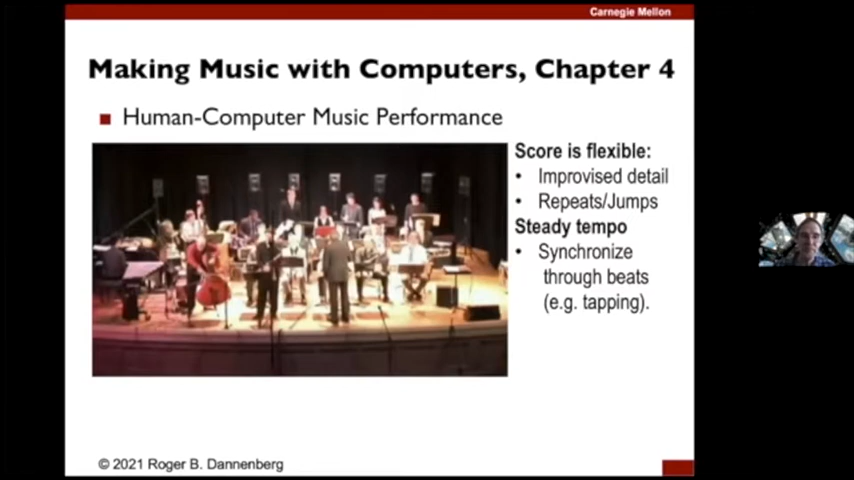 Carnegie Mellon
Making Music with Computers, Chapter 4
Human-Computer Music Performance
Score is flexible:
• Improvised detail
• Repeats/Jumps
Steady tempo
• Synchronize
through beats
(e.g. tapping).
© 2021 Roger B. Dannenberg